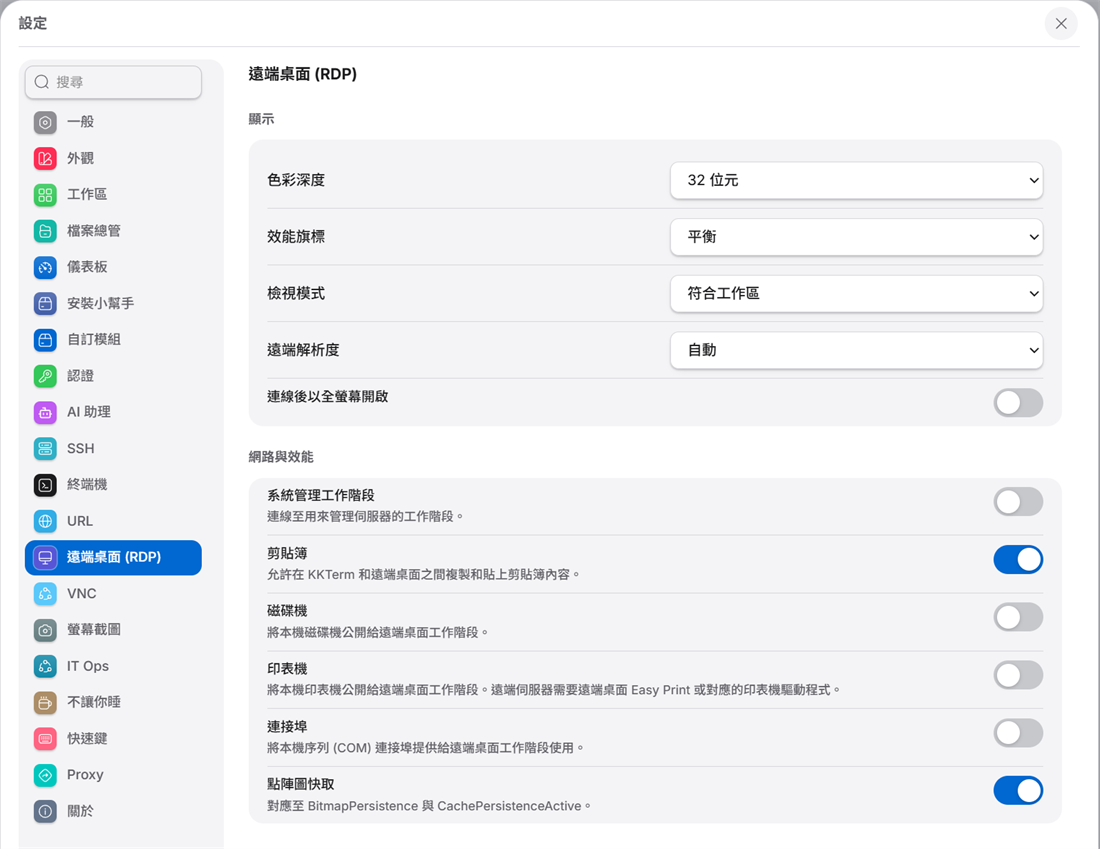 設定
搜尋
一般
外觀
工作區
檔案總管
儀表板
安裝小幫手
自訂模組
認證
AI 助理
SSH
終端機
URL
遠端桌面 (RDP)
VNC
螢幕截圖
IT Ops
不讓你睡
快速鍵
Proxy
關於
遠端桌面 (RDP)
顯示
色彩深度
32 位元
效能旗標
平衡
檢視模式
符合工作區
遠端解析度
自動
連線後以全螢幕開啟
網路與效能
系統管理工作階段
連線至用來管理伺服器的工作階段。
剪貼簿
允許在 KKTerm 和遠端桌面之間複製和貼上剪貼簿內容。
磁碟機
將本機磁碟機公開給遠端桌面工作階段。
印表機
將本機印表機公開給遠端桌面工作階段。遠端伺服器需要遠端桌面 Easy Print 或對應的印表機驅動程式。
連接埠
將本機序列 (COM) 連接埠提供給遠端桌面工作階段使用。
點陣圖快取
對應至 BitmapPersistence 與 CachePersistenceActive。